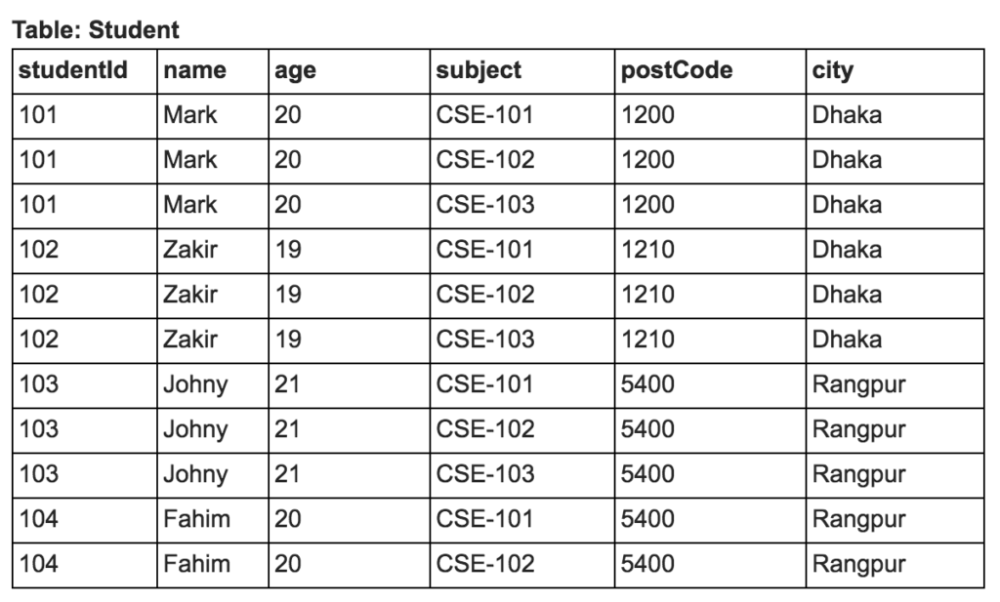 Table: Student
studentId name age subject postCode city
101 Mark 20 CSE-101 1200 Dhaka
101 Mark 20 CSE-102 1200 Dhaka
101 Mark 20 CSE-103 1200 Dhaka
102 Zakir 19 CSE-101 1210 Dhaka
102 Zakir 19 CSE-102 1210 Dhaka
102 Zakir 19 CSE-103 1210 Dhaka
103 Johny 21 CSE-101 5400 Rangpur
103 Johny 21 CSE-102 5400 Rangpur
103 Johny 21 CSE-103 5400 Rangpur
104 Fahim 20 CSE-101 5400 Rangpur
104 Fahim 20 CSE-102 5400 Rangpur